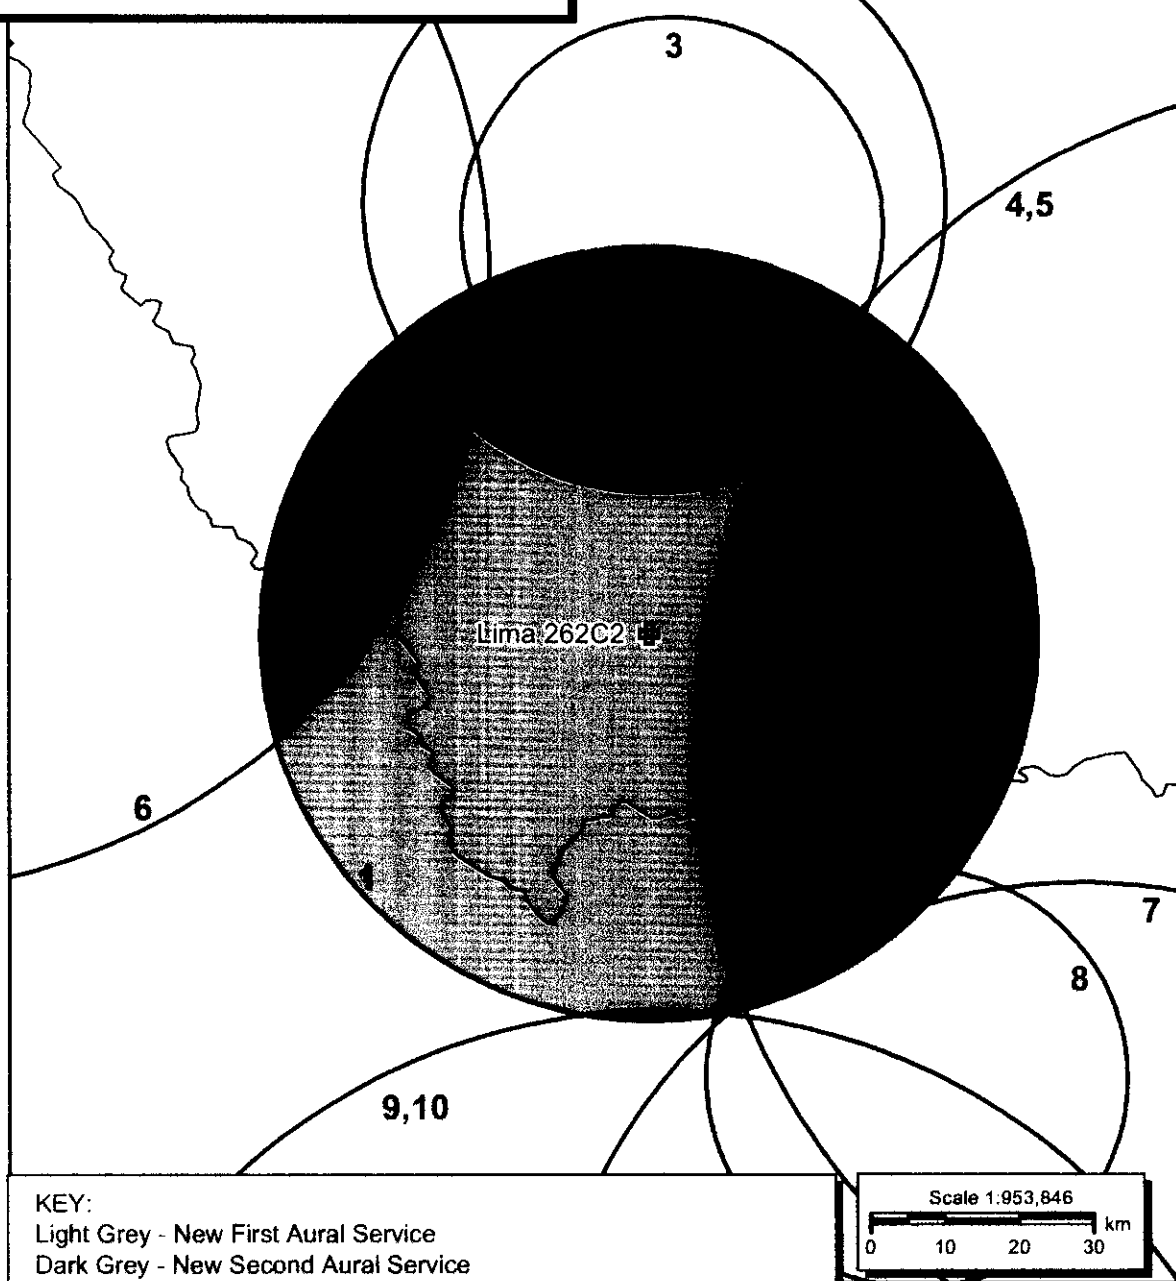 3
4,5
Lima 262C2
6
1
7
8
9,10
KEY:
Light Grey - New First Aural Service
Dark Grey - New Second Aural Service
Scale 1:953,846
km
0 10 20 30